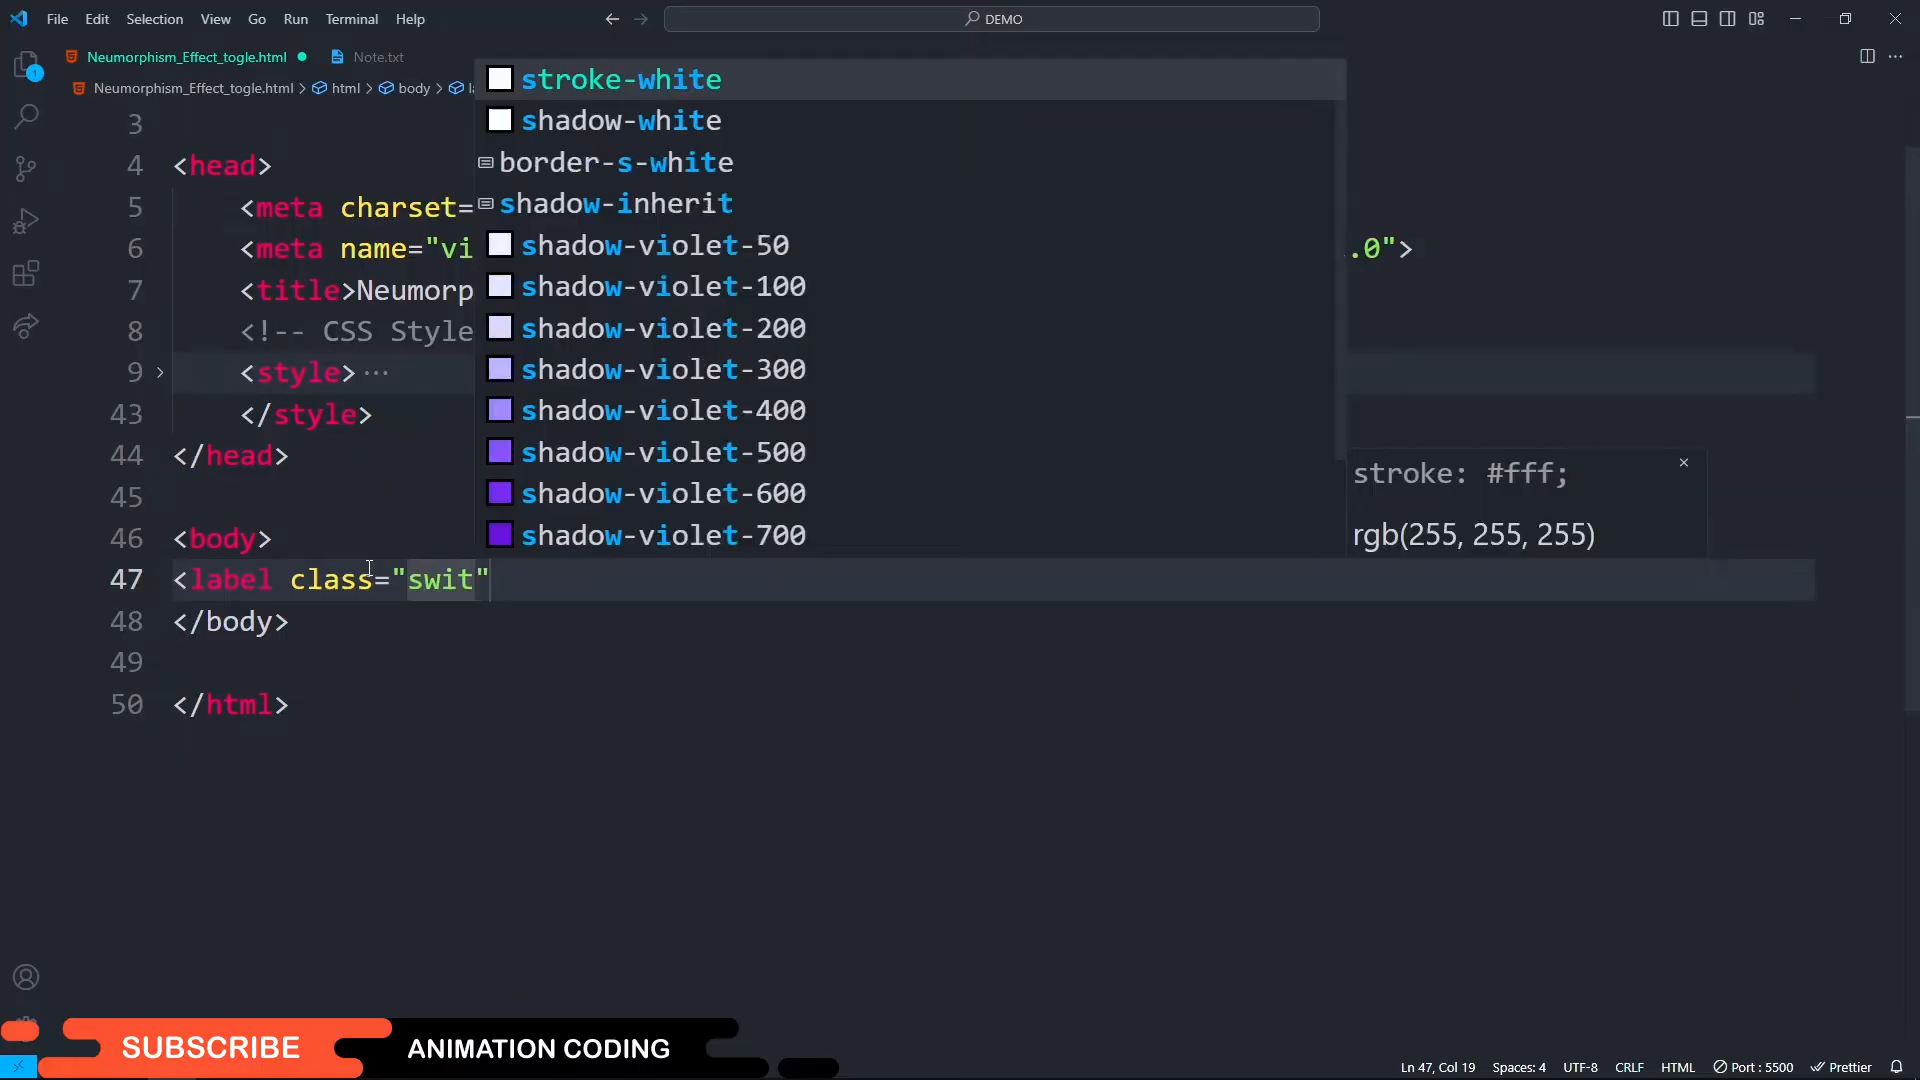 File Edit Selection View Go Run Terminal Help
DEMO
Neumorphism_Effect_togle.html
Note.txt
Neumorphism_Effect_togle.html > html > body >
1
3
4 <head>
5 <meta charset=
6 <meta name="vi .0">
7 <title>Neumorp
8 <!-- CSS Style
9 <style> ...
43 </style>
44 </head>
45
46 <body>
47 <label class="swit"
48 </body>
49
50 </html>
stroke-white
shadow-white
border-s-white
shadow-inherit
shadow-violet-50
shadow-violet-100
shadow-violet-200
shadow-violet-300
shadow-violet-400
shadow-violet-500
shadow-violet-600
shadow-violet-700
stroke: #fff;
rgb(255, 255, 255)
SUBSCRIBE
ANIMATION CODING
Ln 47, Col 19 Spaces: 4 UTF-8 CRLF HTML Port : 5500 Prettier